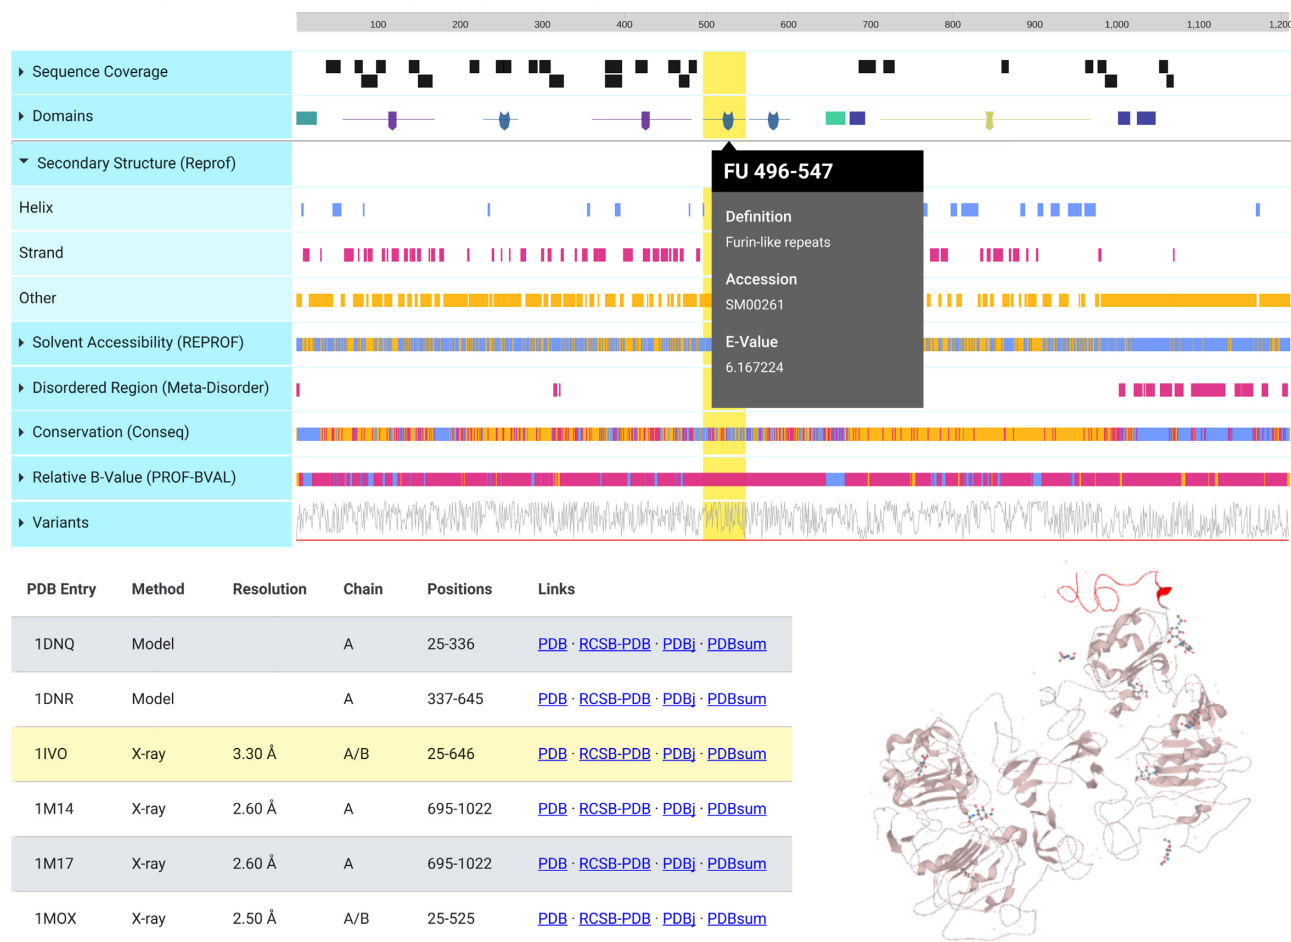 100 200 300 400 500 600 700 800 900 1,000 1,100 1,200
Sequence Coverage
Domains
Secondary Structure (Reprof)
FU 496-547
Helix
Definition
Furin-like repeats
Strand
Accession
Other
SM00261
Solvent Accessibility (REPROF)
E-Value
6.167224
Disordered Region (Meta-Disorder)
Conservation (Conseq)
Relative B-Value (PROF-BVAL)
Variants
PDB Entry Method Resolution Chain Positions Links
1DNQ Model A 25-336 PDB · RCSB-PDB · PDBj · PDBsum
1DNR Model A 337-645 PDB · RCSB-PDB · PDBj · PDBsum
1IVO X-ray 3.30 Å A/B 25-646 PDB · RCSB-PDB · PDBj · PDBsum
1M14 X-ray 2.60 Å A 695-1022 PDB · RCSB-PDB · PDBj · PDBsum
1M17 X-ray 2.60 Å A 695-1022 PDB · RCSB-PDB · PDBj · PDBsum
1MOX X-ray 2.50 Å A/B 25-525 PDB · RCSB-PDB · PDBj · PDBsum